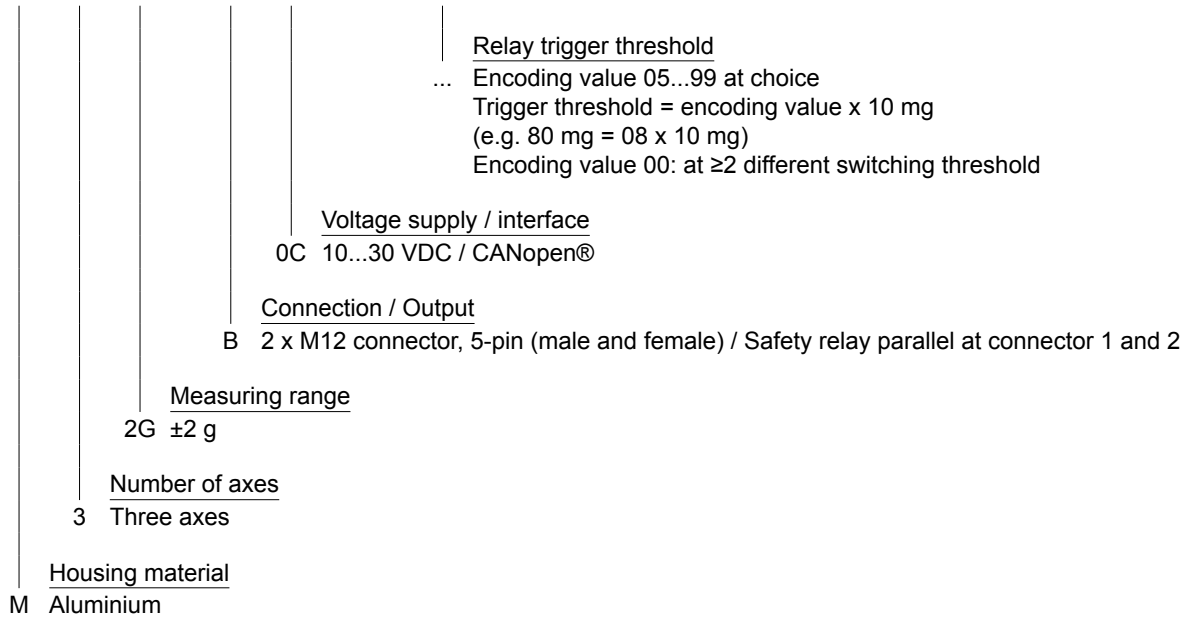 Relay trigger threshold
... Encoding value 05...99 at choice
Trigger threshold = encoding value x 10 mg
(e.g. 80 mg = 08 x 10 mg)
Encoding value 00: at ≥2 different switching threshold
Voltage supply / interface
0C 10...30 VDC / CANopen®
Connection / Output
B 2 x M12 connector, 5-pin (male and female) / Safety relay parallel at connector 1 and 2
Measuring range
2G ±2 g
Number of axes
3 Three axes
Housing material
M Aluminium